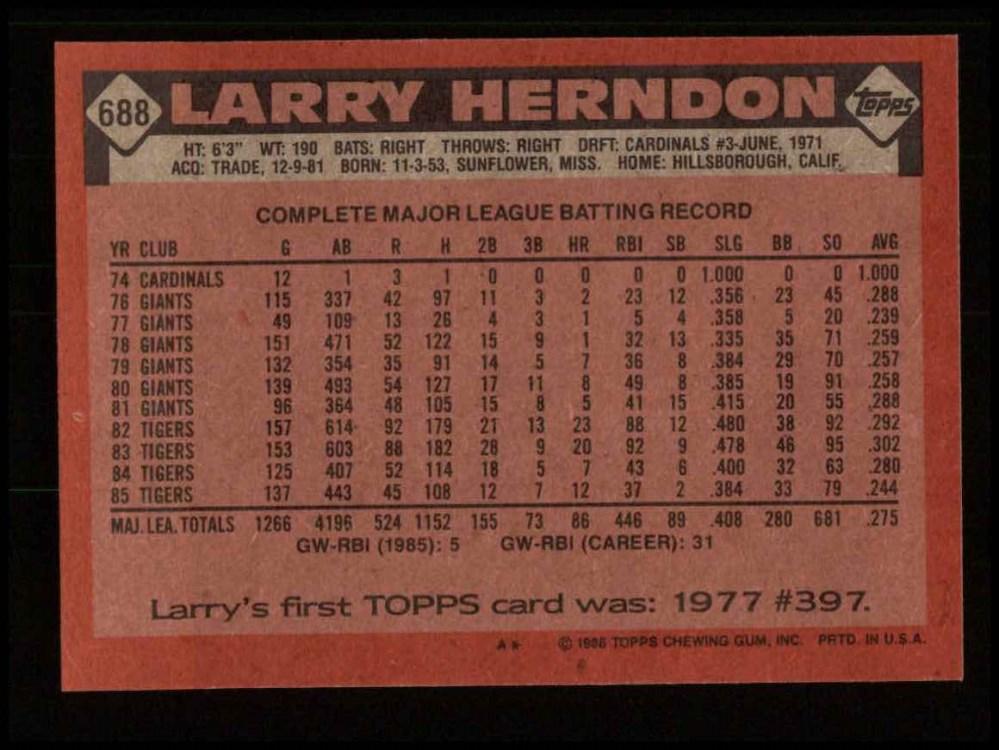 688 LARRY HERNDON topps
HT: 6'3" WT: 190 BATS: RIGHT THROWS: RIGHT DRFT: CARDINALS #3-JUNE, 1971
ACQ: TRADE, 12-9-81 BORN: 11-3-53, SUNFLOWER, MISS. HOME: HILLSBOROUGH, CALIF.
COMPLETE MAJOR LEAGUE BATTING RECORD
YR CLUB G AB R H 2B 3B HR RBI SB SLG BB SO AVG
74 CARDINALS 12 1 3 1 0 0 0 0 0 1.000 0 0 1.000
76 GIANTS 115 337 42 97 11 3 2 23 12 .356 23 45 .288
77 GIANTS 49 109 13 26 4 3 1 5 4 .358 5 20 .239
78 GIANTS 151 471 52 122 15 9 1 32 13 .335 35 71 .259
79 GIANTS 132 354 35 91 14 5 7 36 8 .384 29 70 .257
80 GIANTS 139 493 54 127 17 11 8 49 8 .385 19 91 .258
81 GIANTS 96 364 48 105 15 8 5 41 15 .415 20 55 .288
82 TIGERS 157 614 92 179 21 13 23 88 12 .480 38 92 .292
83 TIGERS 153 603 88 182 28 9 20 92 9 .478 46 95 .302
84 TIGERS 125 407 52 114 18 5 7 43 6 .400 32 63 .280
85 TIGERS 137 443 45 108 12 7 12 37 2 .384 33 79 .244
MAJ. LEA. TOTALS 1266 4196 524 1152 155 73 86 446 89 .408 280 681 .275
GW-RBI (1985): 5 GW-RBI (CAREER): 31
Larry's first TOPPS card was: 1977 #397.
A* © 1986 TOPPS CHEWING GUM, INC. PRTD. IN U.S.A.